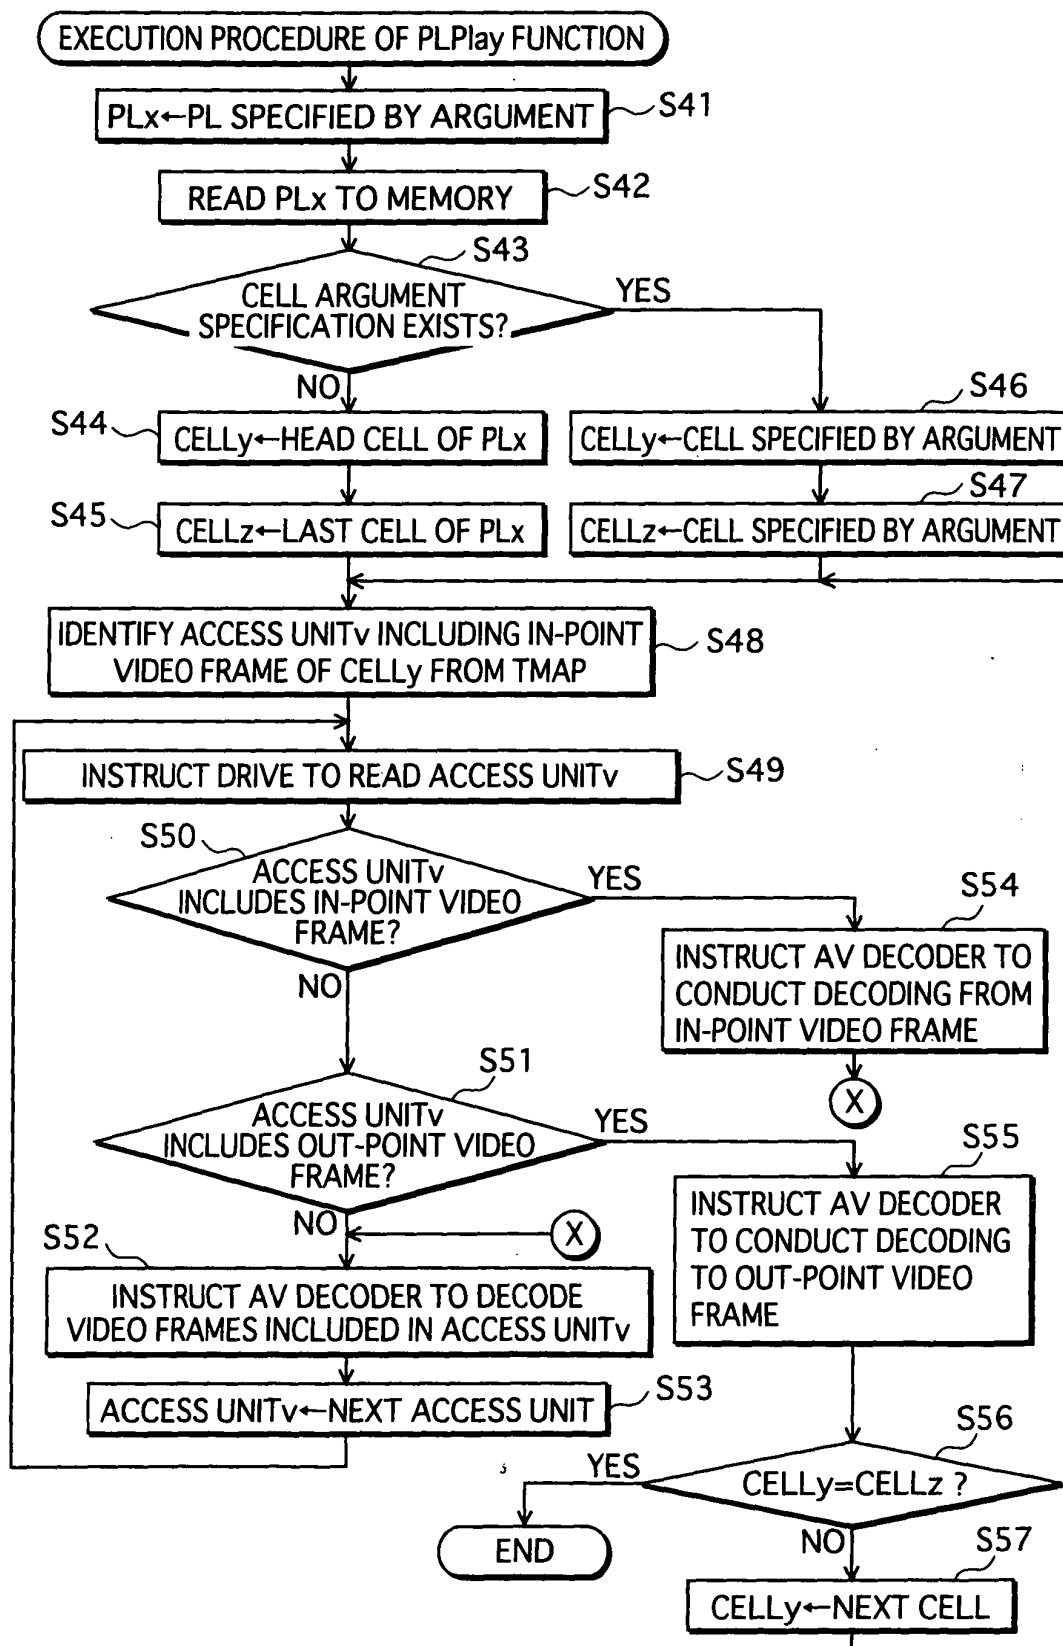 EXECUTION PROCEDURE OF PLPlay FUNCTION
PLx←PL SPECIFIED BY ARGUMENT
S41
READ PLx TO MEMORY
S42
S43
CELL ARGUMENT
SPECIFICATION EXISTS?
YES
NO
S44
CELLy←HEAD CELL OF PLx
S46
CELLy←CELL SPECIFIED BY ARGUMENT
S45
CELLz←LAST CELL OF PLx
S47
CELLz←CELL SPECIFIED BY ARGUMENT
IDENTIFY ACCESS UNITv INCLUDING IN-POINT
VIDEO FRAME OF CELLy FROM TMAP
S48
INSTRUCT DRIVE TO READ ACCESS UNITv
S49
S50
ACCESS UNITv
INCLUDES IN-POINT VIDEO
FRAME?
YES
NO
S54
INSTRUCT AV DECODER TO
CONDUCT DECODING FROM
IN-POINT VIDEO FRAME
X
S51
ACCESS UNITv
INCLUDES OUT-POINT VIDEO
FRAME?
YES
NO
S55
INSTRUCT AV DECODER
TO CONDUCT DECODING
TO OUT-POINT VIDEO
FRAME
X
S52
INSTRUCT AV DECODER TO DECODE
VIDEO FRAMES INCLUDED IN ACCESS UNITv
ACCESS UNITv←NEXT ACCESS UNIT
S53
S56
CELLy=CELLz ?
YES
NO
END
S57
CELLy←NEXT CELL